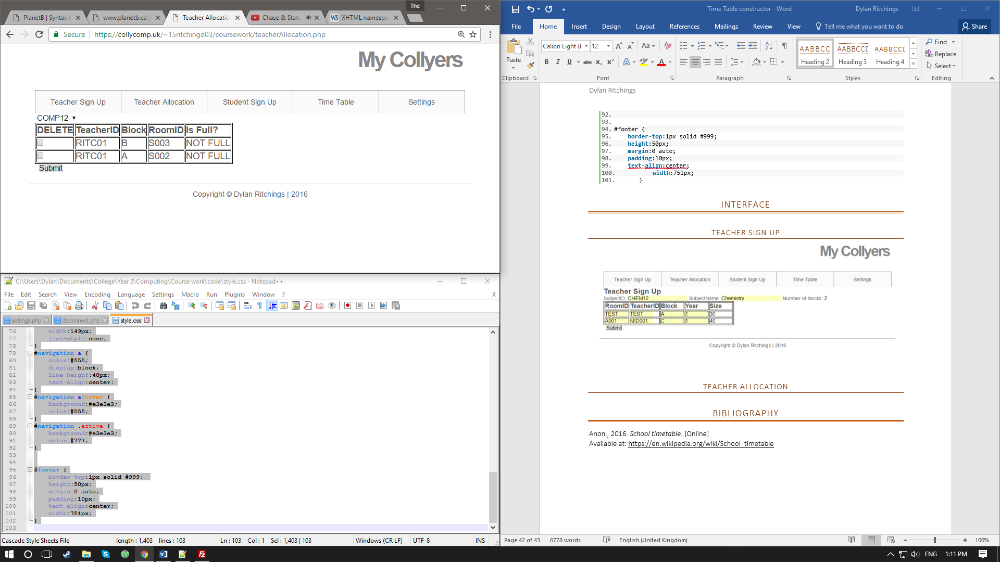 The
PlanetB | Syntax
www.planetb.ca/
Teacher Allocatio
Chase & Statu
XHTML namespa
Secure | https://collycomp.uk/~15ritchingd03/coursework/teacherAllocation.php
My Collyers
Teacher Sign Up Teacher Allocation Student Sign Up Time Table Settings
COMP12
DELETE TeacherID Block RoomID Is Full?
RITC01 B S003 NOT FULL
RITC01 A S002 NOT FULL
Submit
Copyright © Dylan Ritchings | 2016
C:\Users\Dylan\Documents\College\Year 2\Computing\Course work\code\style.css - Notepad++
File Edit Search View Encoding Language Settings Macro Run Plugins Window ? X
settings.php dbconnect.php style.css
76 width:149px;
77 list-style:none;
78 }
79 #navigation a {
80 color:#555;
81 display:block;
82 line-height:40px;
83 text-align:center;
84 }
85 #navigation a:hover {
86 background:#e3e3e3;
87 color:#555;
88 }
89 #navigation .active {
90 background:#e3e3e3;
91 color:#777;
92 }
93
94
95 #footer {
96 border-top:1px solid #999;
97 height:50px;
98 margin:0 auto;
99 padding:10px;
100 text-align:center;
101 width:751px;
102 }
103
Cascade Style Sheets File length : 1,403 lines : 103 Ln : 103 Col : 1 Sel : 1,403 | 103 Windows (CR LF) UTF-8 INS
Time Table constructor - Word Dylan Ritchings
File Home Insert Design Layout References Mailings Review View Tell me what you want to do Share
Paste
Clipboard
Calibri Light (H 12
Font
Paragraph
AABBCC AABBCCD AABBCCD
Heading 2 Heading 3 Heading 4
Styles
Find
Replace
Select
Editing
Dylan Ritchings
92.
93.
94. #footer {
95. border-top:1px solid #999;
96. height:50px;
97. margin:0 auto;
98. padding:10px;
99. text-align:center;
100. width:751px;
101. }
INTERFACE
TEACHER SIGN UP
My Collyers
Teacher Sign Up Teacher Allocation Student Sign Up Time Table Settings
Teacher Sign Up
SubjectID: CHEM12 SubjectName: Chemistry Number of blocks: 2
RoomID TeacherID Block Year Size
TEST TEST A 1 30
A001 MID001 C 1 40
Submit
Copyright © Dylan Ritchings | 2016
TEACHER ALLOCATION
BIBLIOGRAPHY
Anon., 2016. School timetable. [Online]
Available at: https://en.wikipedia.org/wiki/School_timetable
Page 42 of 43 6778 words English (United Kingdom) 100%
ENG 1:11 PM